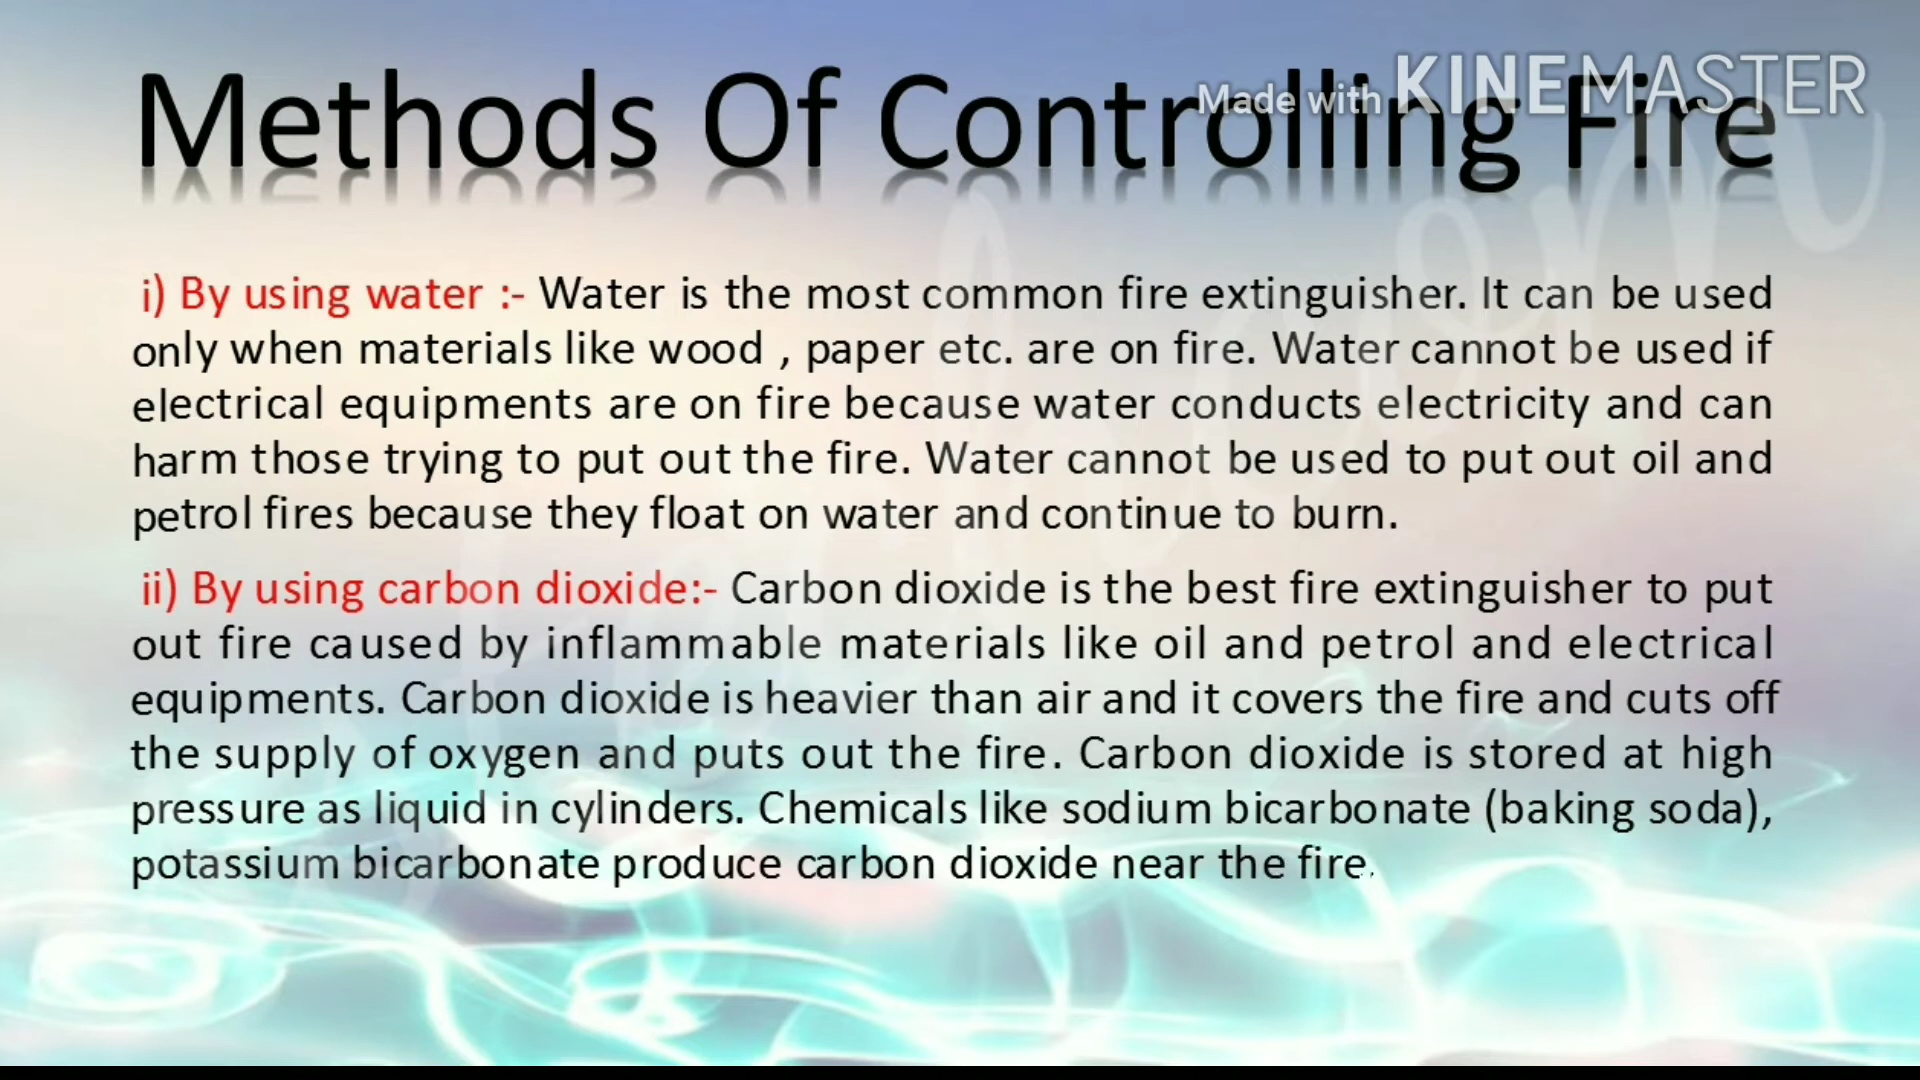 Made with KINEMASTER
Methods Of Controlling Fire
i) By using water :- Water is the most common fire extinguisher. It can be used
only when materials like wood , paper etc. are on fire. Water cannot be used if
electrical equipments are on fire because water conducts electricity and can
harm those trying to put out the fire. Water cannot be used to put out oil and
petrol fires because they float on water and continue to burn.
ii) By using carbon dioxide:- Carbon dioxide is the best fire extinguisher to put
out fire caused by inflammable materials like oil and petrol and electrical
equipments. Carbon dioxide is heavier than air and it covers the fire and cuts off
the supply of oxygen and puts out the fire. Carbon dioxide is stored at high
pressure as liquid in cylinders. Chemicals like sodium bicarbonate (baking soda),
potassium bicarbonate produce carbon dioxide near the fire.